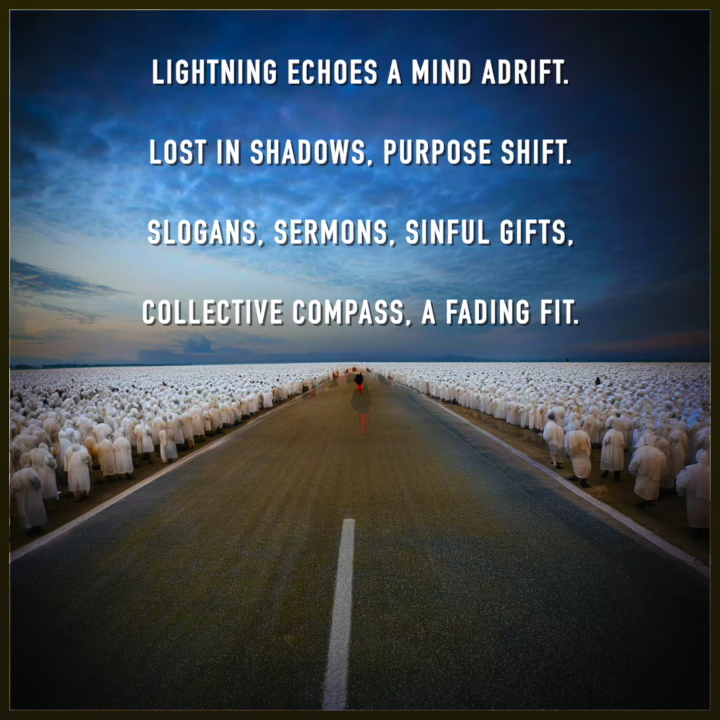 LIGHTNING ECHOES A MIND ADRIFT.
LOST IN SHADOWS, PURPOSE SHIFT.
SLOGANS, SERMONS, SINFUL GIFTS,
COLLECTIVE COMPASS, A FADING FIT.